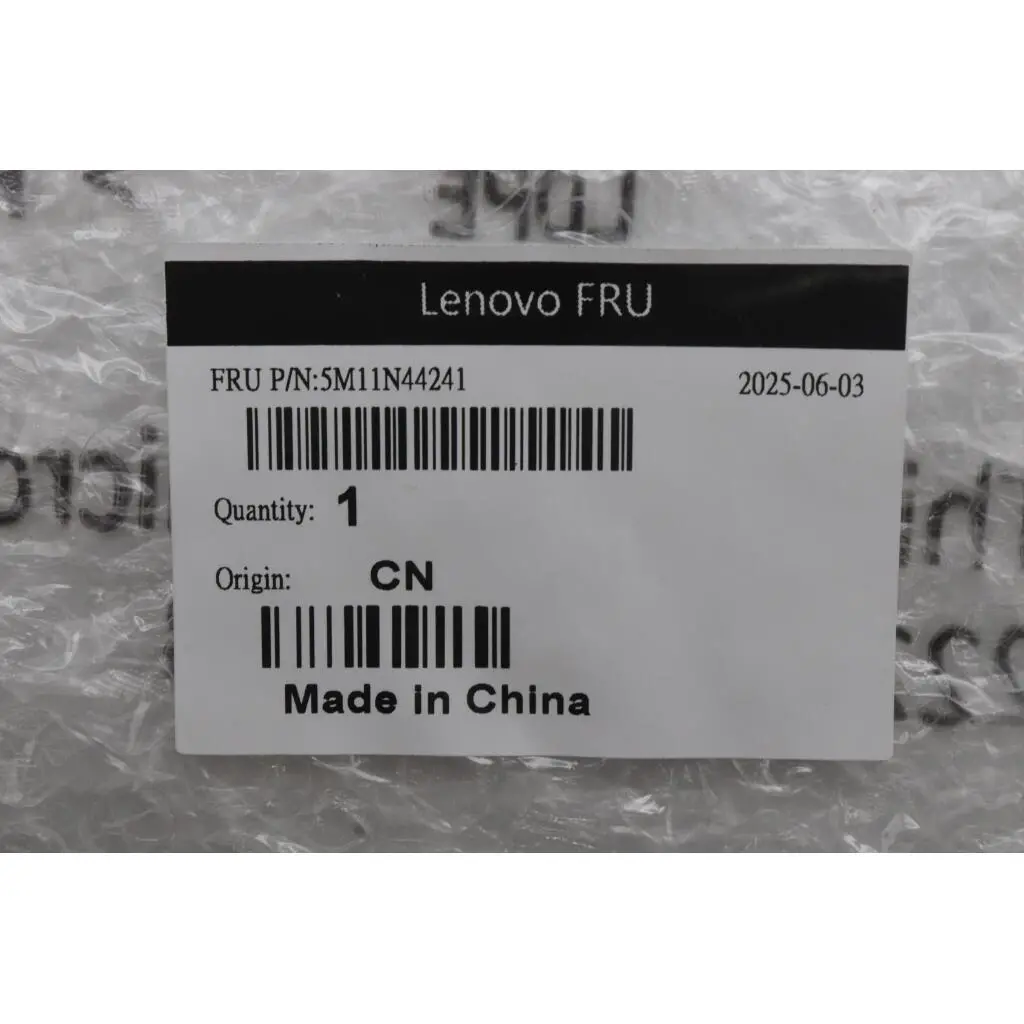 Lenovo FRU
FRU P/N:5M11N44241
2025-06-03
Quantity: 1
Origin: CN
Made in China